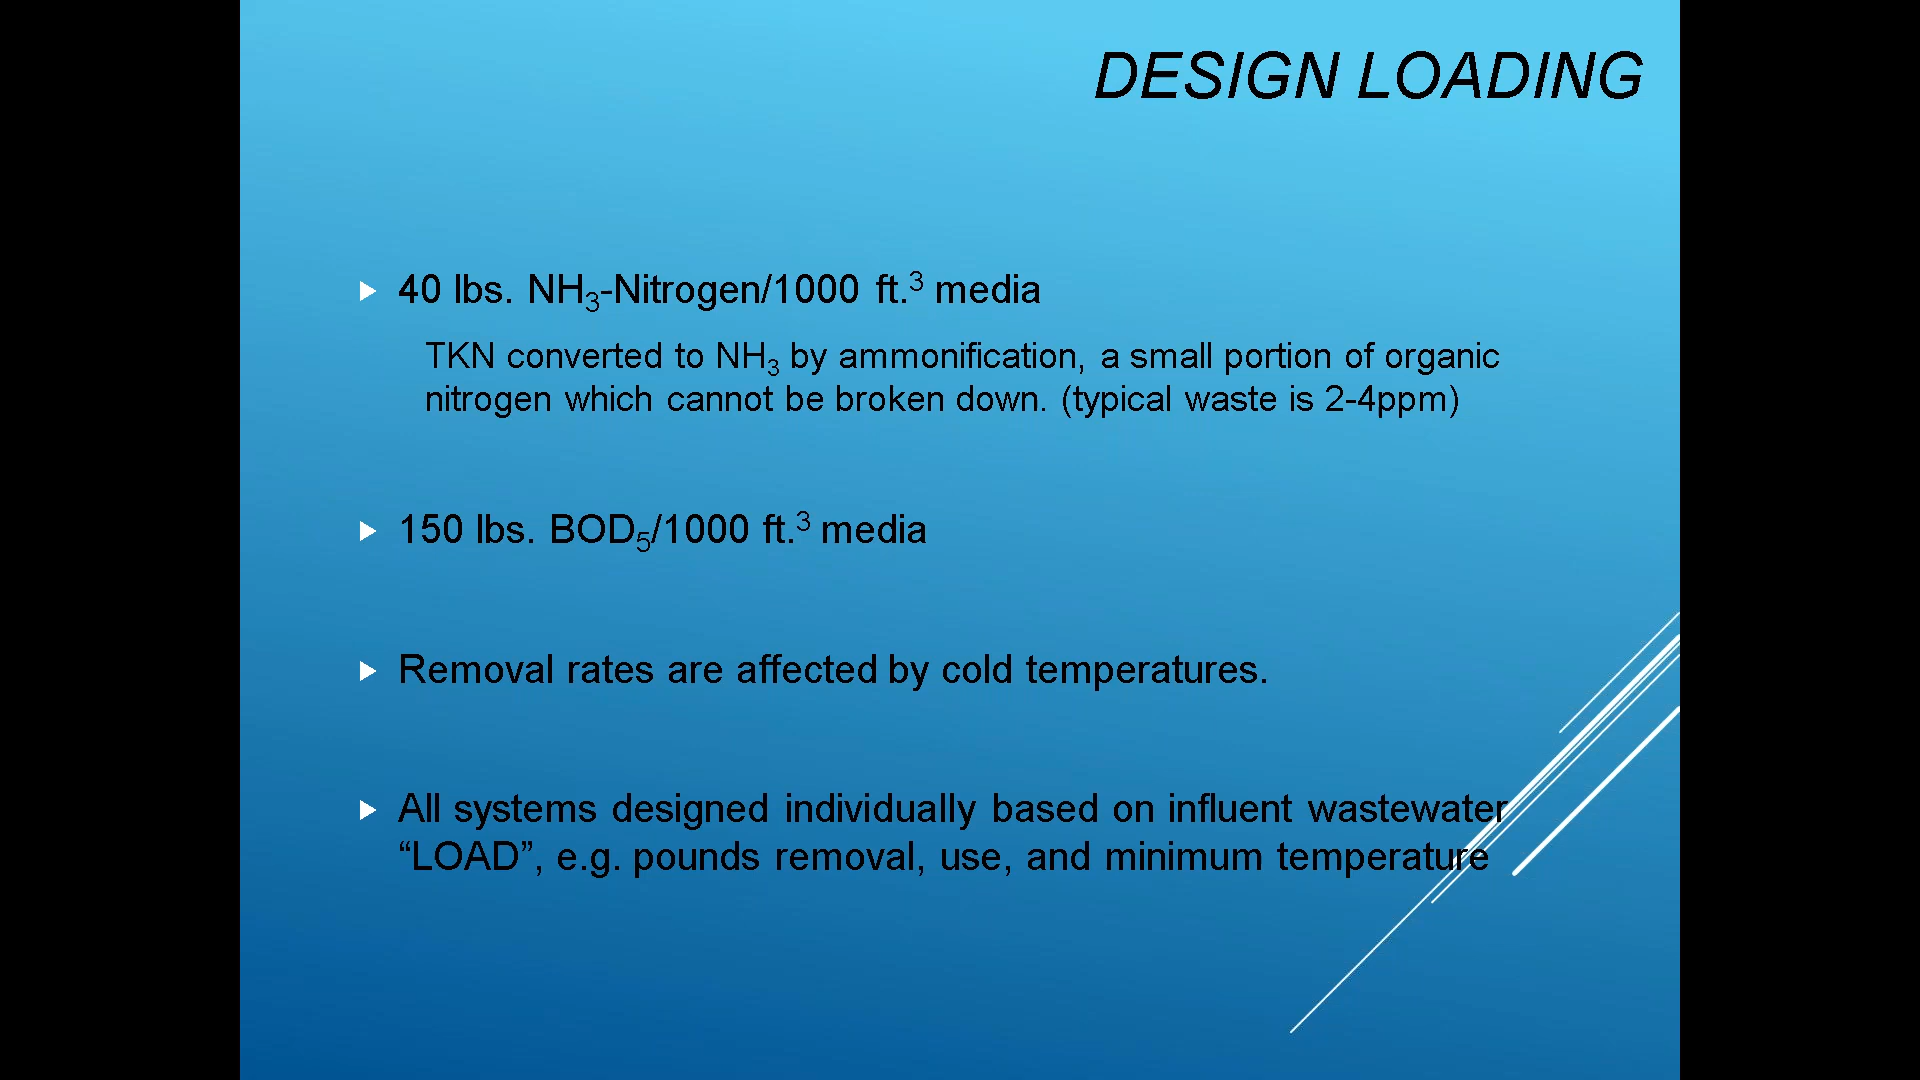 DESIGN LOADING
40 lbs. NH₃-Nitrogen/1000 ft.³ media
TKN converted to NH₃ by ammonification, a small portion of organic
nitrogen which cannot be broken down. (typical waste is 2-4ppm)
150 lbs. BOD₅/1000 ft.³ media
Removal rates are affected by cold temperatures.
All systems designed individually based on influent wastewater
“LOAD”, e.g. pounds removal, use, and minimum temperature